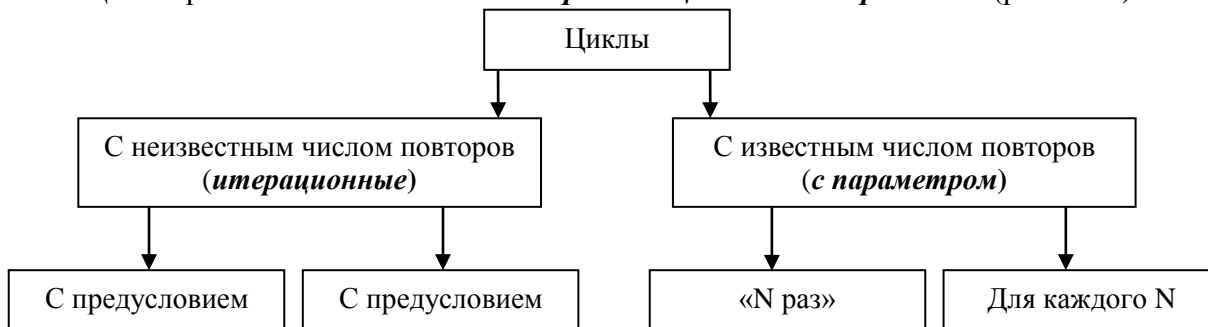 Циклы
С неизвестным числом повторов
(итерационные)
С известным числом повторов
(с параметром)
С предусловием
С предусловием
«N раз»
Для каждого N